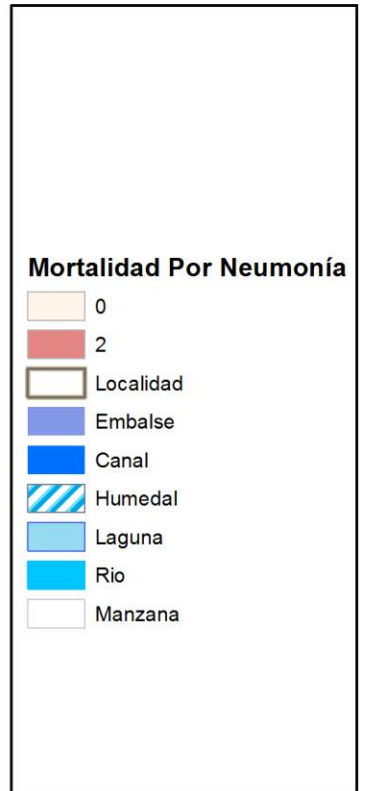 Mortalidad Por Neumonía
0
2
Localidad
Embalse
Canal
Humedal
Laguna
Rio
Manzana